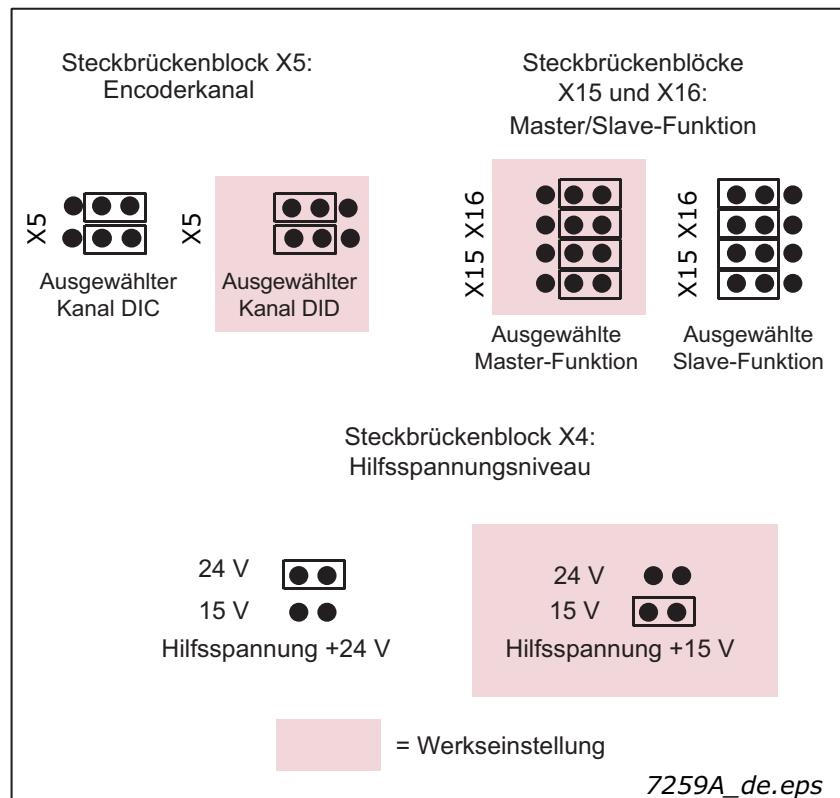 Steckbrückenblock X5:
Encoderkanal
X5
X5
Ausgewählter
Kanal DIC
Ausgewählter
Kanal DID
Steckbrückenblöcke
X15 und X16:
Master/Slave-Funktion
X15 X16
X15 X16
Ausgewählte
Master-Funktion
Ausgewählte
Slave-Funktion
Steckbrückenblock X4:
Hilfsspannungsniveau
24 V
15 V
Hilfsspannung +24 V
24 V
15 V
Hilfsspannung +15 V
= Werkseinstellung
7259A_de.eps